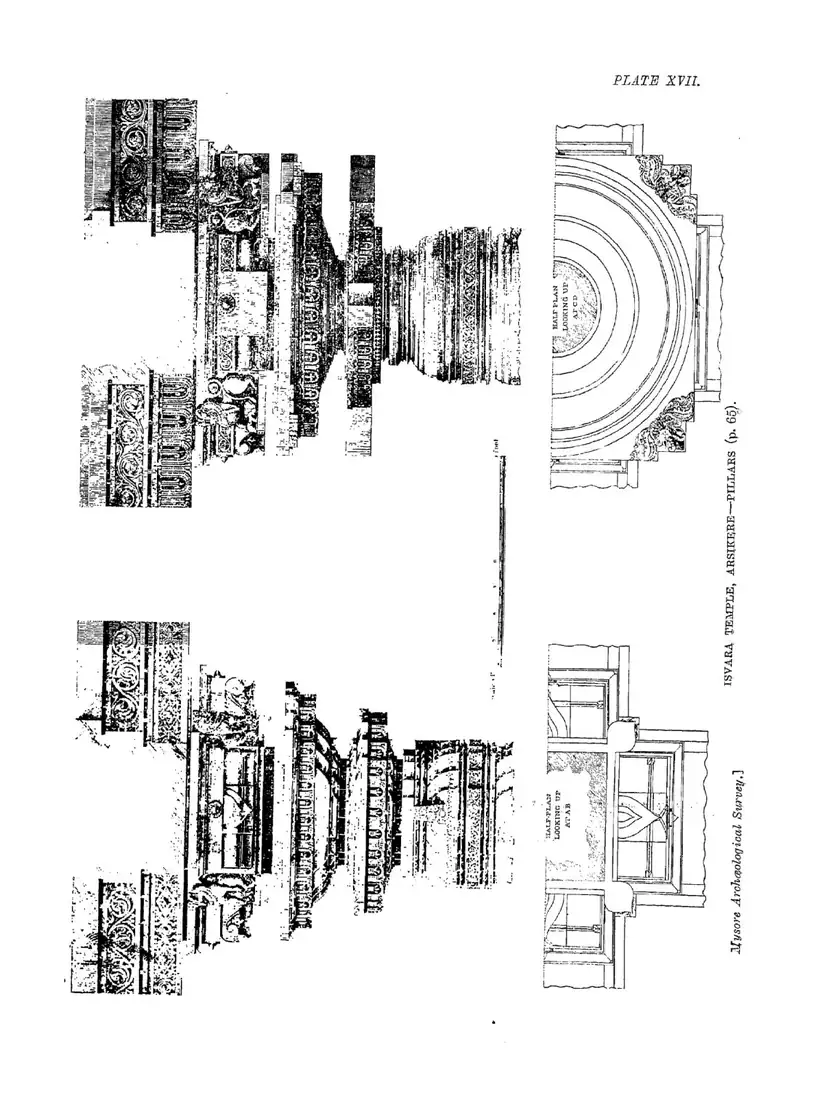 PLATE XVII.
HALF-PLAN
LOOKING UP
AT CD
HALF-PLAN
LOOKING UP
AT AB
ISVARA TEMPLE, ARSIKERE—PILLARS (p. 65).
Mysore Archæological Survey.]